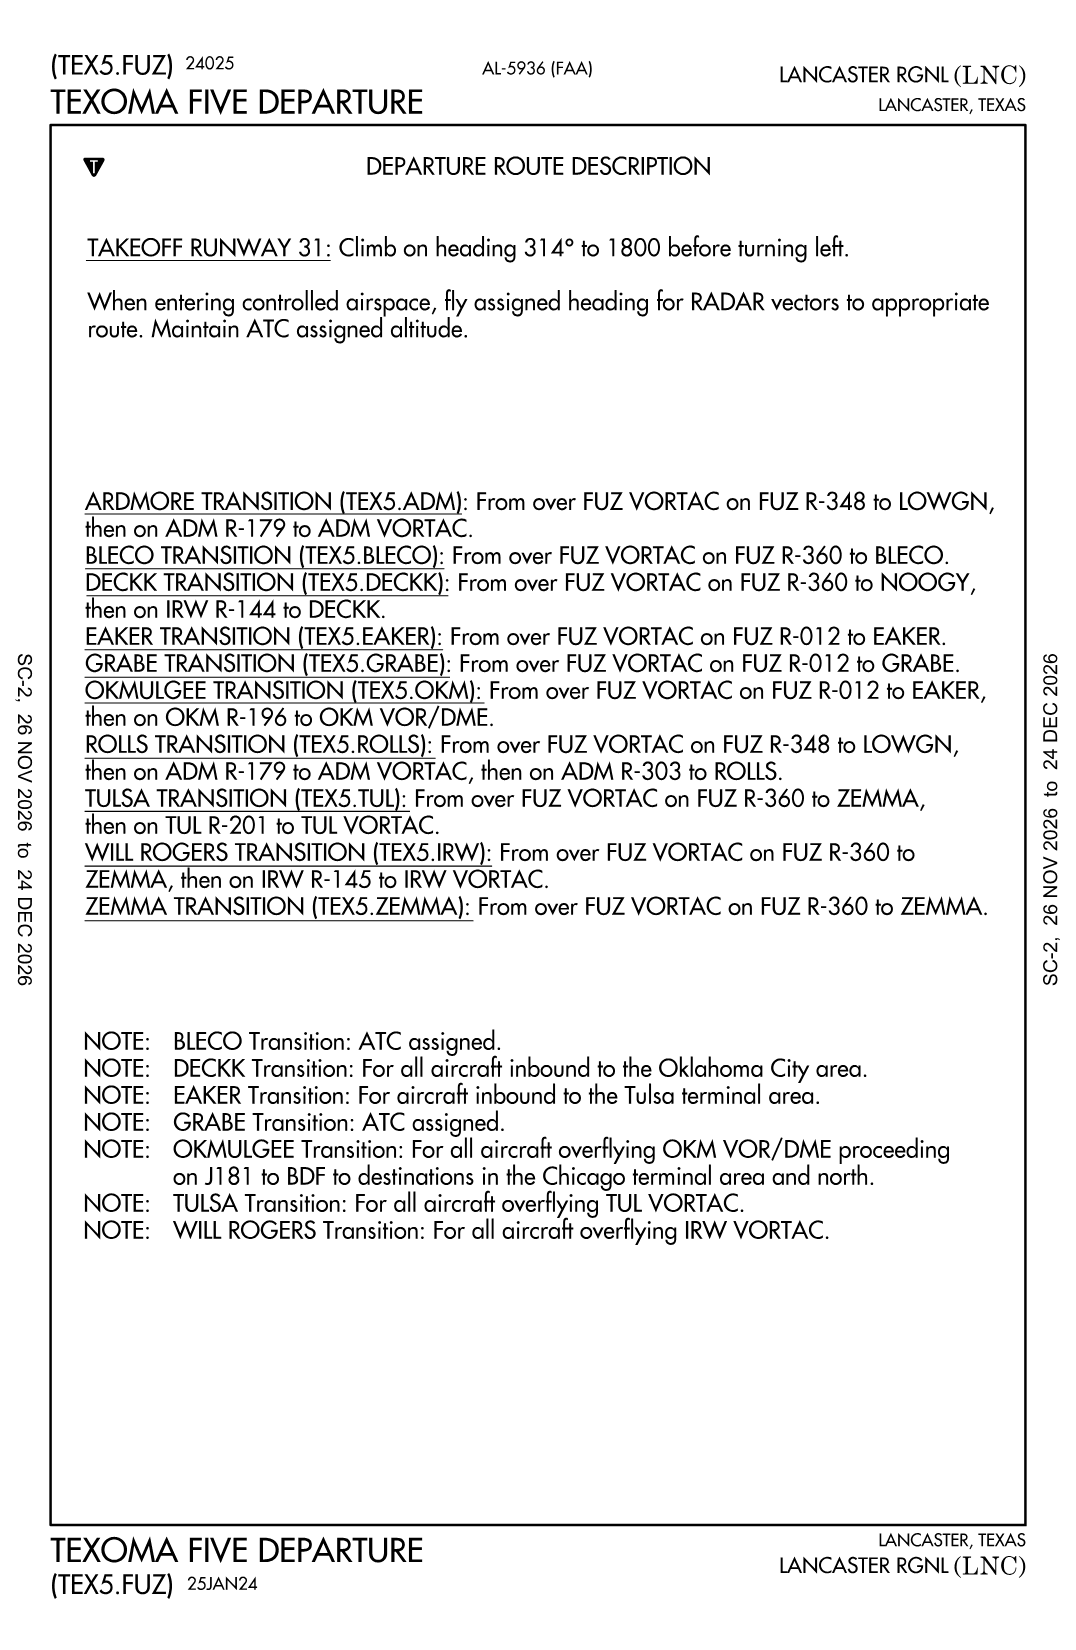 (TEX5.FUZ) 24025
AL-5936 (FAA)
LANCASTER RGNL (LNC)
TEXOMA FIVE DEPARTURE
LANCASTER, TEXAS
T
DEPARTURE ROUTE DESCRIPTION
TAKEOFF RUNWAY 31: Climb on heading 314° to 1800 before turning left.
When entering controlled airspace, fly assigned heading for RADAR vectors to appropriate
route. Maintain ATC assigned altitude.
ARDMORE TRANSITION (TEX5.ADM): From over FUZ VORTAC on FUZ R-348 to LOWGN,
then on ADM R-179 to ADM VORTAC.
BLECO TRANSITION (TEX5.BLECO): From over FUZ VORTAC on FUZ R-360 to BLECO.
DECKK TRANSITION (TEX5.DECKK): From over FUZ VORTAC on FUZ R-360 to NOOGY,
then on IRW R-144 to DECKK.
EAKER TRANSITION (TEX5.EAKER): From over FUZ VORTAC on FUZ R-012 to EAKER.
GRABE TRANSITION (TEX5.GRABE): From over FUZ VORTAC on FUZ R-012 to GRABE.
OKMULGEE TRANSITION (TEX5.OKM): From over FUZ VORTAC on FUZ R-012 to EAKER,
then on OKM R-196 to OKM VOR/DME.
ROLLS TRANSITION (TEX5.ROLLS): From over FUZ VORTAC on FUZ R-348 to LOWGN,
then on ADM R-179 to ADM VORTAC, then on ADM R-303 to ROLLS.
TULSA TRANSITION (TEX5.TUL): From over FUZ VORTAC on FUZ R-360 to ZEMMA,
then on TUL R-201 to TUL VORTAC.
WILL ROGERS TRANSITION (TEX5.IRW): From over FUZ VORTAC on FUZ R-360 to
ZEMMA, then on IRW R-145 to IRW VORTAC.
ZEMMA TRANSITION (TEX5.ZEMMA): From over FUZ VORTAC on FUZ R-360 to ZEMMA.
NOTE: BLECO Transition: ATC assigned.
NOTE: DECKK Transition: For all aircraft inbound to the Oklahoma City area.
NOTE: EAKER Transition: For aircraft inbound to the Tulsa terminal area.
NOTE: GRABE Transition: ATC assigned.
NOTE: OKMULGEE Transition: For all aircraft overflying OKM VOR/DME proceeding
on J181 to BDF to destinations in the Chicago terminal area and north.
NOTE: TULSA Transition: For all aircraft overflying TUL VORTAC.
NOTE: WILL ROGERS Transition: For all aircraft overflying IRW VORTAC.
SC-2, 26 NOV 2026 to 24 DEC 2026
SC-2, 26 NOV 2026 to 24 DEC 2026
TEXOMA FIVE DEPARTURE
LANCASTER, TEXAS
(TEX5.FUZ) 25JAN24
LANCASTER RGNL (LNC)